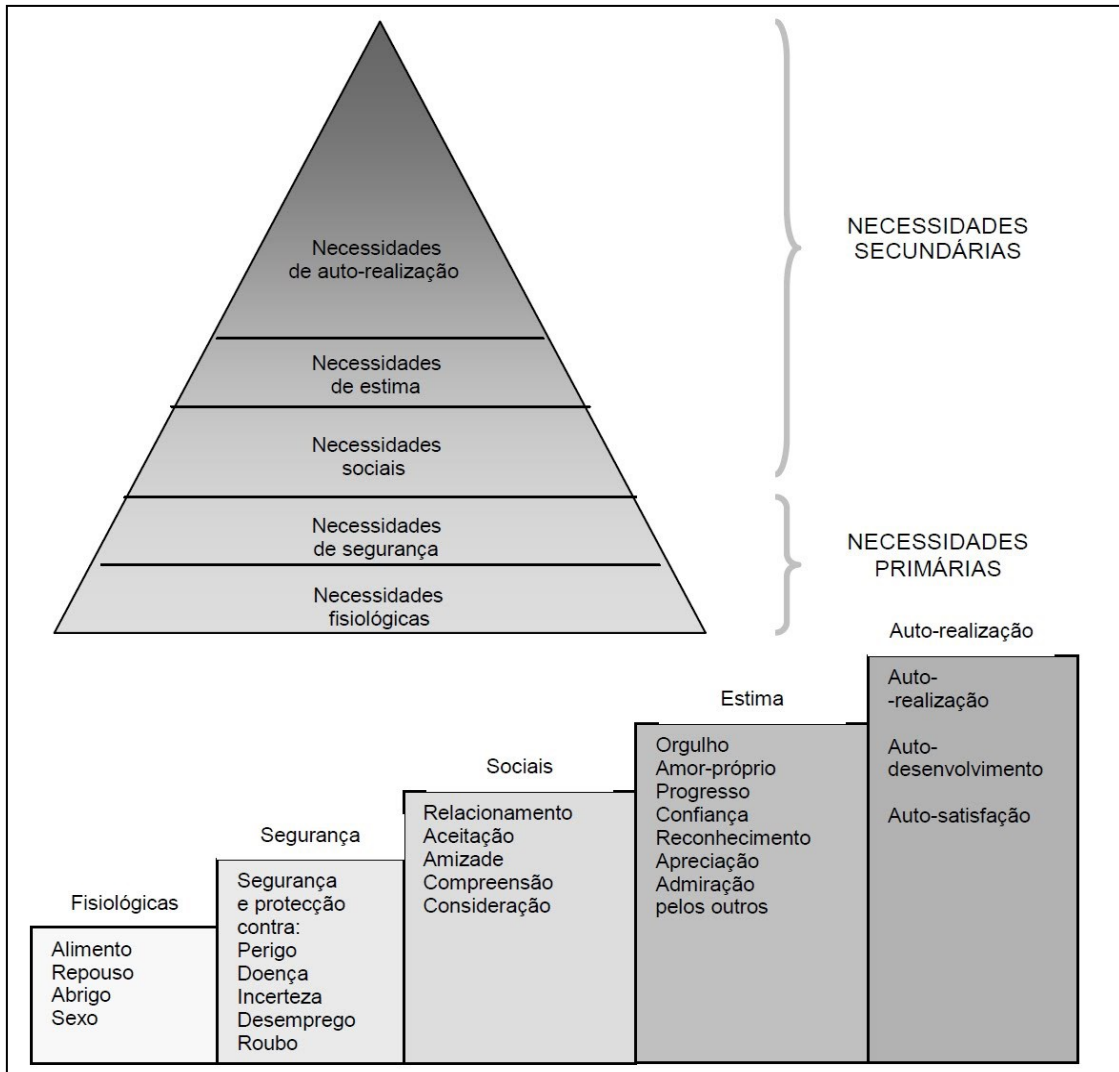 Necessidades
de auto-realização
Necessidades
de estima
Necessidades
sociais
Necessidades
de segurança
Necessidades
fisiológicas
NECESSIDADES
SECUNDÁRIAS
NECESSIDADES
PRIMÁRIAS
Fisiológicas
Alimento
Repouso
Abrigo
Sexo
Segurança
Segurança
e protecção
contra:
Perigo
Doença
Incerteza
Desemprego
Roubo
Sociais
Relacionamento
Aceitação
Amizade
Compreensão
Consideração
Estima
Orgulho
Amor-próprio
Progresso
Confiança
Reconhecimento
Apreciação
Admiração
pelos outros
Auto-realização
Auto-
-realização
Auto-
desenvolvimento
Auto-satisfação